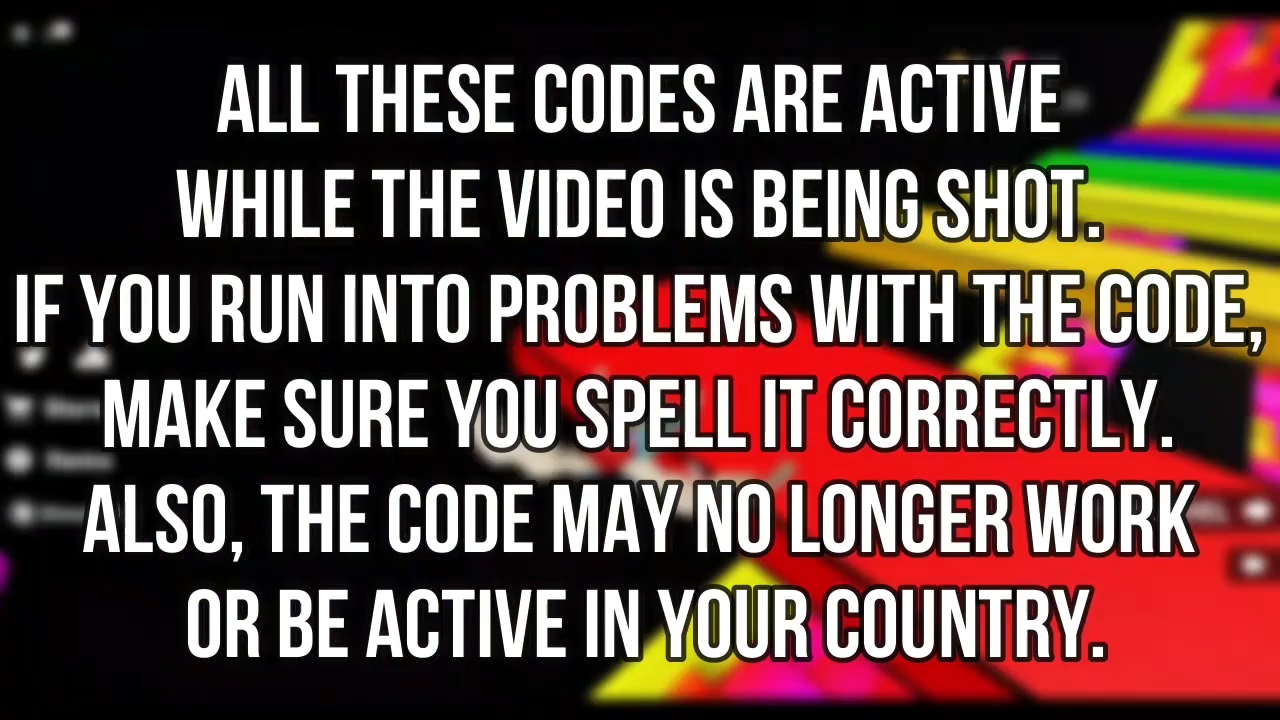 ALL THESE CODES ARE ACTIVE
WHILE THE VIDEO IS BEING SHOT.
IF YOU RUN INTO PROBLEMS WITH THE CODE,
MAKE SURE YOU SPELL IT CORRECTLY.
ALSO, THE CODE MAY NO LONGER WORK
OR BE ACTIVE IN YOUR COUNTRY.